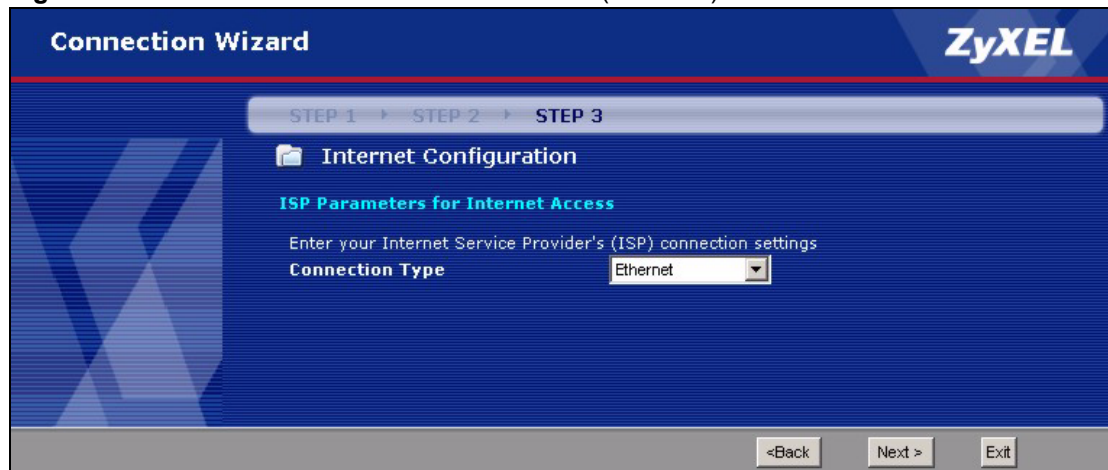 Connection Wizard
ZyXEL
STEP 1 STEP 2 STEP 3
Internet Configuration
ISP Parameters for Internet Access
Enter your Internet Service Provider's (ISP) connection settings
Connection Type Ethernet
<Back Next > Exit